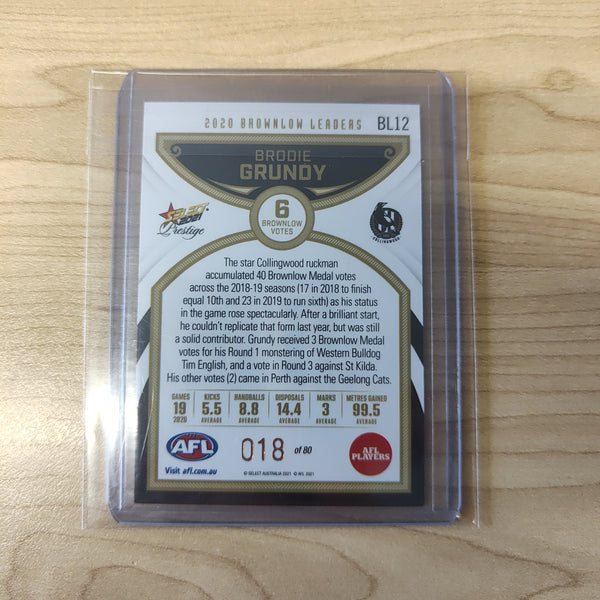 2020 BROWNLOW LEADERS BL12
BRODIE
GRUNDY
SELECT
2021
Prestige
6
BROWNLOW
VOTES
COLLINGWOOD
The star Collingwood ruckman
accumulated 40 Brownlow Medal votes
across the 2018-19 seasons (17 in 2018 to finish
equal 10th and 23 in 2019 to run sixth) as his status
in the game rose spectacularly. After a brilliant start,
he couldn't replicate that form last year, but was still
a solid contributor. Grundy received 3 Brownlow Medal
votes for his Round 1 monstering of Western Bulldog
Tim English, and a vote in Round 3 against St Kilda.
His other votes (2) came in Perth against the Geelong Cats.
GAMES KICKS HANDBALLS DISPOSALS MARKS METRES GAINED
19 5.5 8.8 14.4 3 99.5
2020 AVERAGE AVERAGE AVERAGE AVERAGE AVERAGE
AFL
Visit afl.com.au
018 of 80
AFL
PLAYERS
© SELECT AUSTRALIA 2021 © AFL 2021